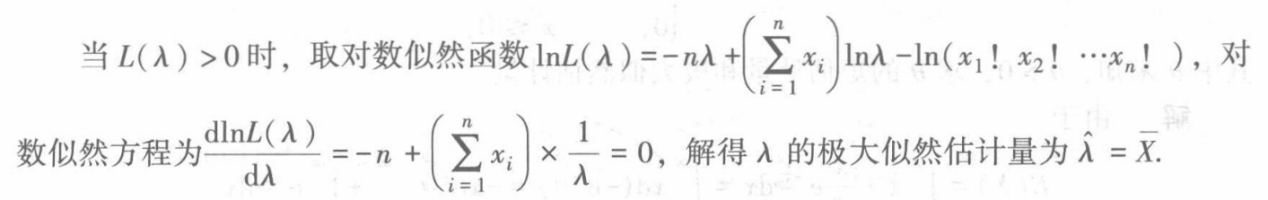 当 L(λ) >0 时，取对数似然函数 lnL(λ) =-nλ+(∑_{i=1}^{n} x_i)lnλ-ln(x_1！x_2！…x_n！)，对
数似然方程为 dlnL(λ)/dλ =-n +(∑_{i=1}^{n} x_i)× 1/λ = 0，解得 λ 的极大似然估计量为 λ̂ = X̄.